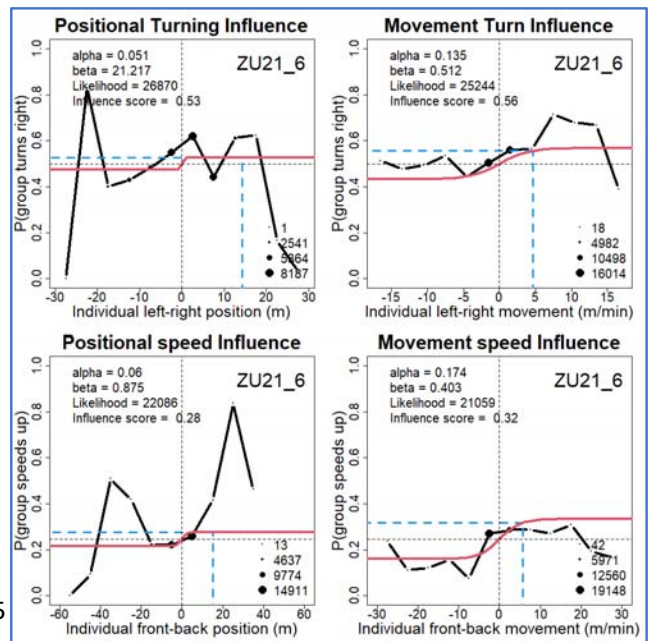 Positional Turning Influence
alpha = 0.051
beta = 21.217
Likelihood = 26870
Influence score = 0.53
ZU21_6
P(group turns right)
0.0 0.2 0.4 0.6 0.8 1.0
1
2541
5364
8187
-30 -20 -10 0 10 20 30
Individual left-right position (m)
Movement Turn Influence
alpha = 0.135
beta = 0.512
Likelihood = 25244
Influence score = 0.56
ZU21_6
P(group turns right)
0.0 0.2 0.4 0.6 0.8 1.0
18
4982
10498
16014
-15 -10 -5 0 5 10 15
Individual left-right movement (m/min)
Positional speed Influence
alpha = 0.06
beta = 0.875
Likelihood = 22086
Influence score = 0.28
ZU21_6
P(group speeds up)
0.0 0.2 0.4 0.6 0.8 1.0
13
4637
9774
14911
-60 -40 -20 0 20 40 60
Individual front-back position (m)
Movement speed Influence
alpha = 0.174
beta = 0.403
Likelihood = 21059
Influence score = 0.32
ZU21_6
P(group speeds up)
0.0 0.2 0.4 0.6 0.8 1.0
42
5971
12560
19148
-30 -20 -10 0 10 20 30
Individual front-back movement (m/min)
5